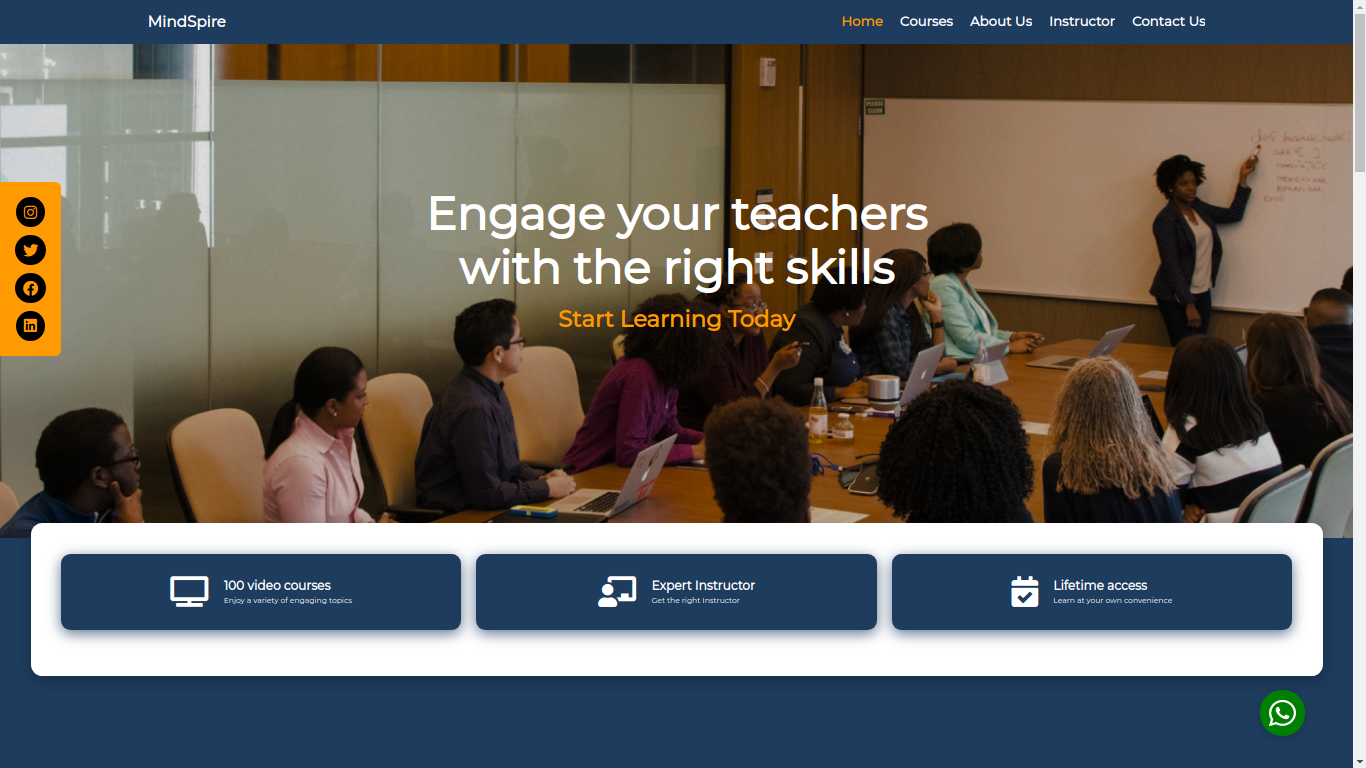 MindSpire
Home Courses About Us Instructor Contact Us
PLEASE
Engage your teachers
with the right skills
Start Learning Today
100 video courses
Enjoy a variety of engaging topics
Expert Instructor
Get the right Instructor
Lifetime access
Learn at your own convenience